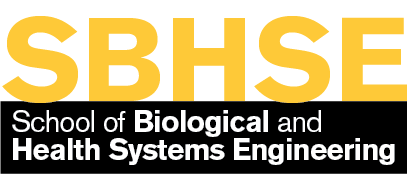 SBHSE
School of Biological and
Health Systems Engineering